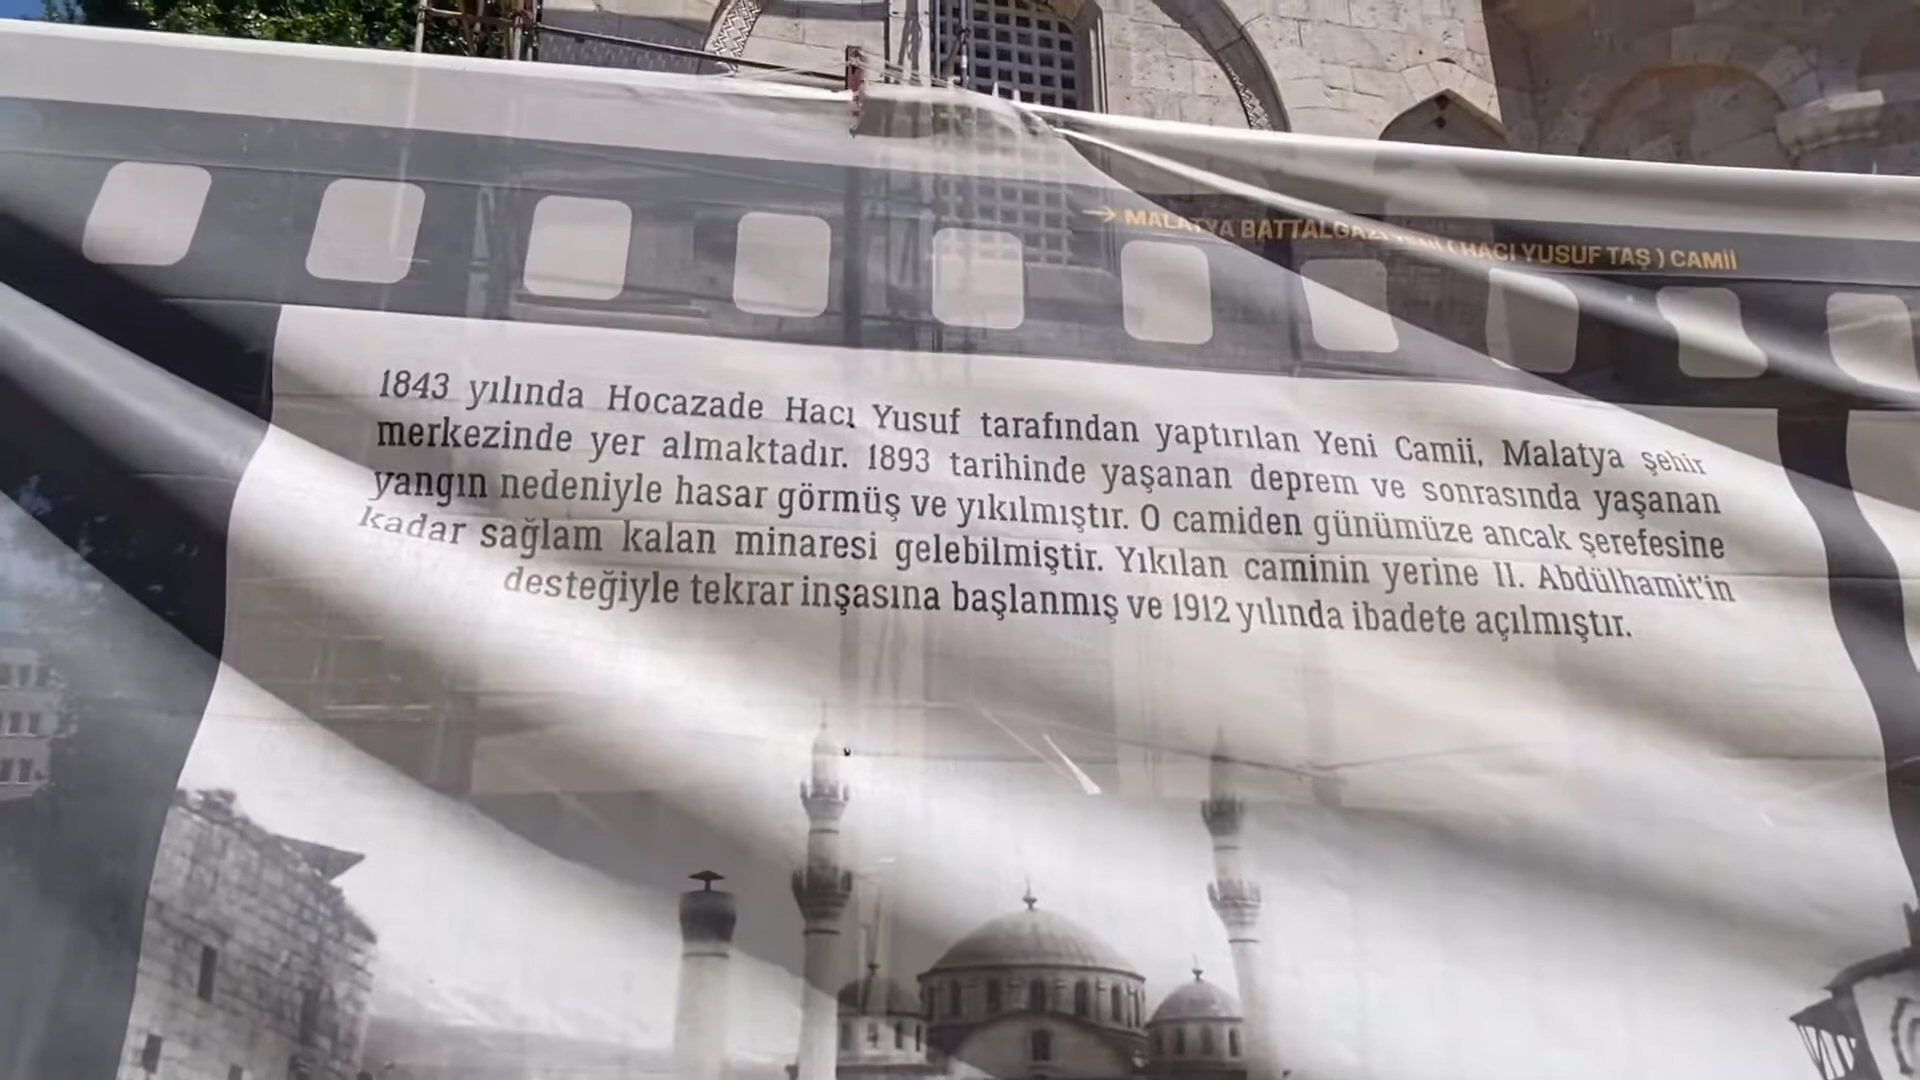 → MALATYA BATTALGAZİ YENİ ( HACI YUSUF TAŞ ) CAMİİ
1843 yılında Hocazade Hacı Yusuf tarafından yaptırılan Yeni Camii, Malatya şehir
merkezinde yer almaktadır. 1893 tarihinde yaşanan deprem ve sonrasında yaşanan
yangın nedeniyle hasar görmüş ve yıkılmıştır. O camiden günümüze ancak şerefesine
kadar sağlam kalan minaresi gelebilmiştir. Yıkılan caminin yerine II. Abdülhamit'in
desteğiyle tekrar inşasına başlanmış ve 1912 yılında ibadete açılmıştır.